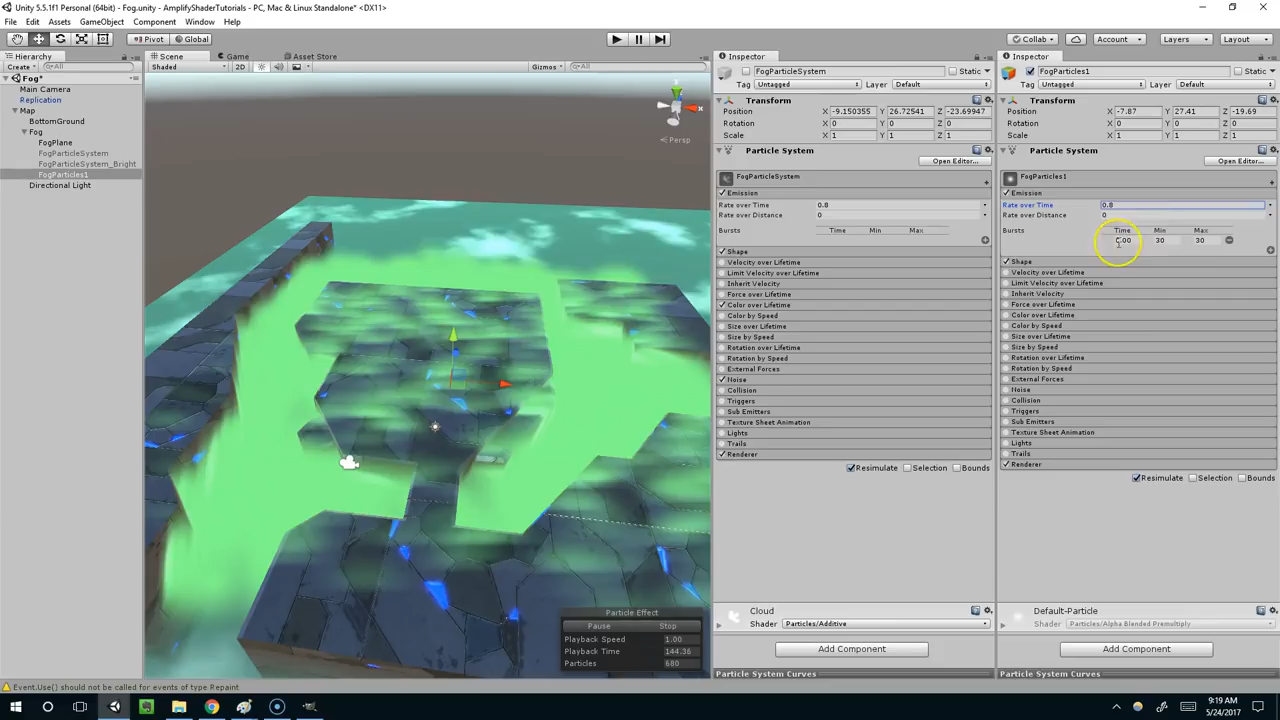 Unity 5.5.1f1 Personal (64bit) - Fog.unity - AmplifyShaderTutorials - PC, Mac & Linux Standalone* <DX11>
File Edit Assets GameObject Component Window Help
Pivot Global Collab Account Layers Layout
Hierarchy Scene Game Asset Store Inspector Inspector
Create All Shaded 2D Gizmos All
FogParticleSystem Static FogParticles1 Static
Tag Untagged Layer Default Tag Untagged Layer Default
Fog*
Main Camera
Replication
Map
BottomGround
Fog
FogPlane
FogParticleSystem
FogParticleSystem_Bright
FogParticles1
Directional Light
y
x
Persp
Transform
Position X -9.150355 Y 26.72541 Z -23.69947
Rotation X 0 Y 0 Z 0
Scale X 1 Y 1 Z 1
Particle System
Open Editor...
FogParticleSystem
Emission
Rate over Time 0.8
Rate over Distance 0
Bursts Time Min Max
Shape
Velocity over Lifetime
Limit Velocity over Lifetime
Inherit Velocity
Force over Lifetime
Color over Lifetime
Color by Speed
Size over Lifetime
Size by Speed
Rotation over Lifetime
Rotation by Speed
External Forces
Noise
Collision
Triggers
Sub Emitters
Texture Sheet Animation
Lights
Trails
Renderer
Resimulate Selection Bounds
Cloud
Shader Particles/Additive
Add Component
Particle System Curves
Transform
Position X -7.87 Y 27.41 Z -19.69
Rotation X 0 Y 0 Z 0
Scale X 1 Y 1 Z 1
Particle System
Open Editor...
FogParticles1
Emission
Rate over Time 0.8
Rate over Distance 0
Bursts Time Min Max
30 30
Shape
Velocity over Lifetime
Limit Velocity over Lifetime
Inherit Velocity
Force over Lifetime
Color over Lifetime
Color by Speed
Size over Lifetime
Size by Speed
Rotation over Lifetime
Rotation by Speed
External Forces
Noise
Collision
Triggers
Sub Emitters
Texture Sheet Animation
Lights
Trails
Renderer
Resimulate Selection Bounds
Default-Particle
Shader Particles/Alpha Blended Premultiply
Add Component
Particle System Curves
Particle Effect
Pause Stop
Playback Speed 1.00
Playback Time 144.36
Particles 680
Event.Use() should not be called for events of type Repaint
9:19 AM
5/24/2017